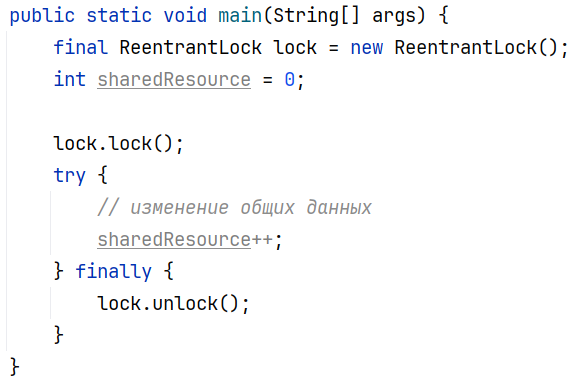 public static void main(String[] args) {
    final ReentrantLock lock = new ReentrantLock();
    int sharedResource = 0;

    lock.lock();
    try {
        // изменение общих данных
        sharedResource++;
    } finally {
        lock.unlock();
    }
}